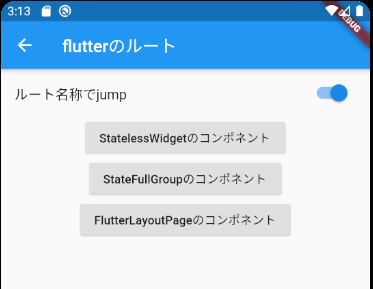 3:13
DEBUG
flutterのルート
ルート名称でjump
StatelessWidgetのコンポネント
StateFullGroupのコンポネント
FlutterLayoutPageのコンポネント